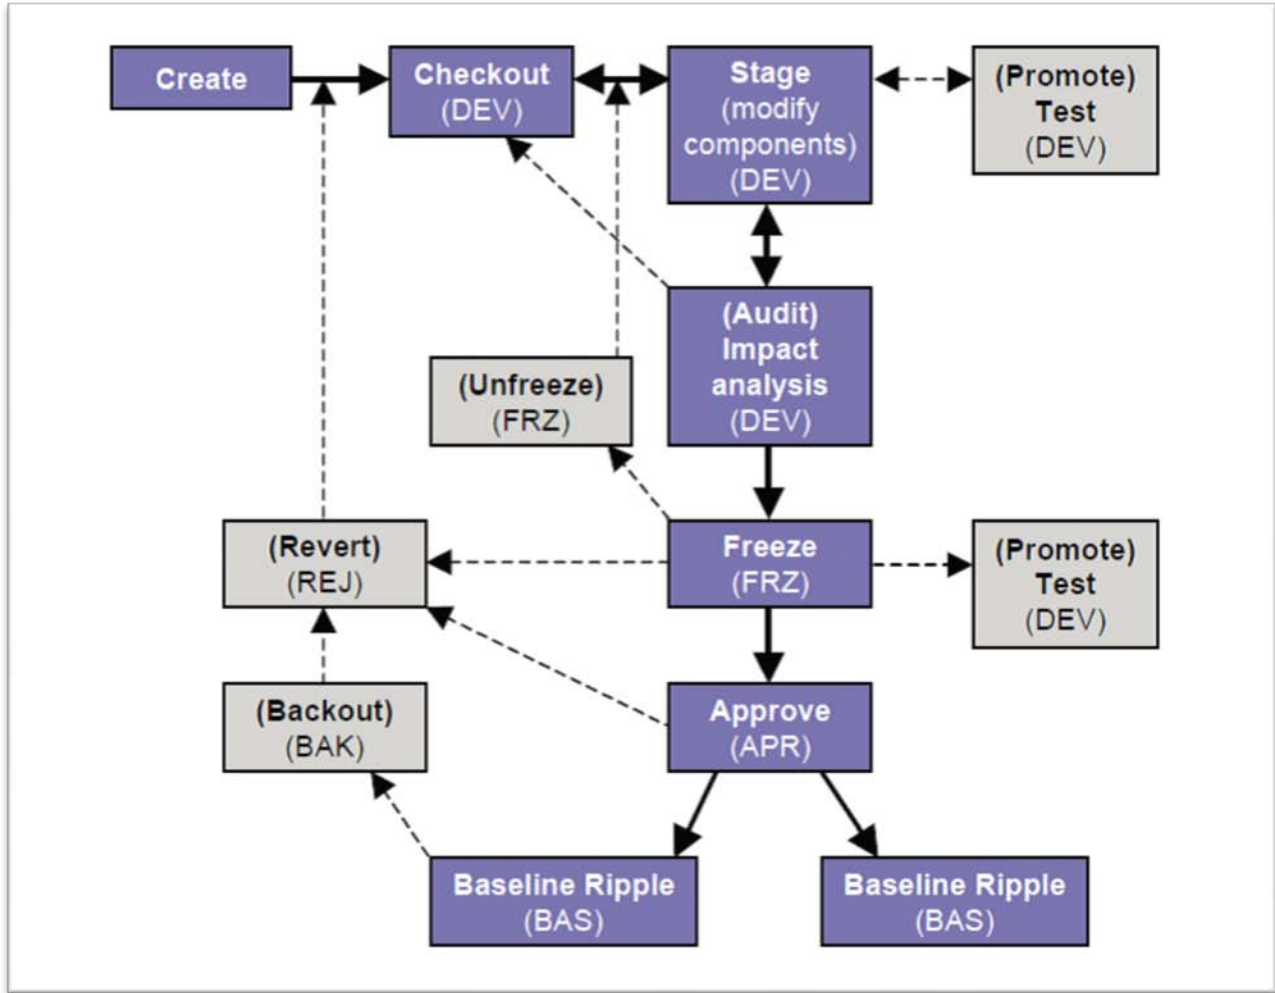 Create
Checkout
(DEV)
Stage
(modify
components)
(DEV)
(Promote)
Test
(DEV)
(Audit)
Impact
analysis
(DEV)
(Unfreeze)
(FRZ)
(Revert)
(REJ)
Freeze
(FRZ)
(Promote)
Test
(DEV)
(Backout)
(BAK)
Approve
(APR)
Baseline Ripple
(BAS)
Baseline Ripple
(BAS)